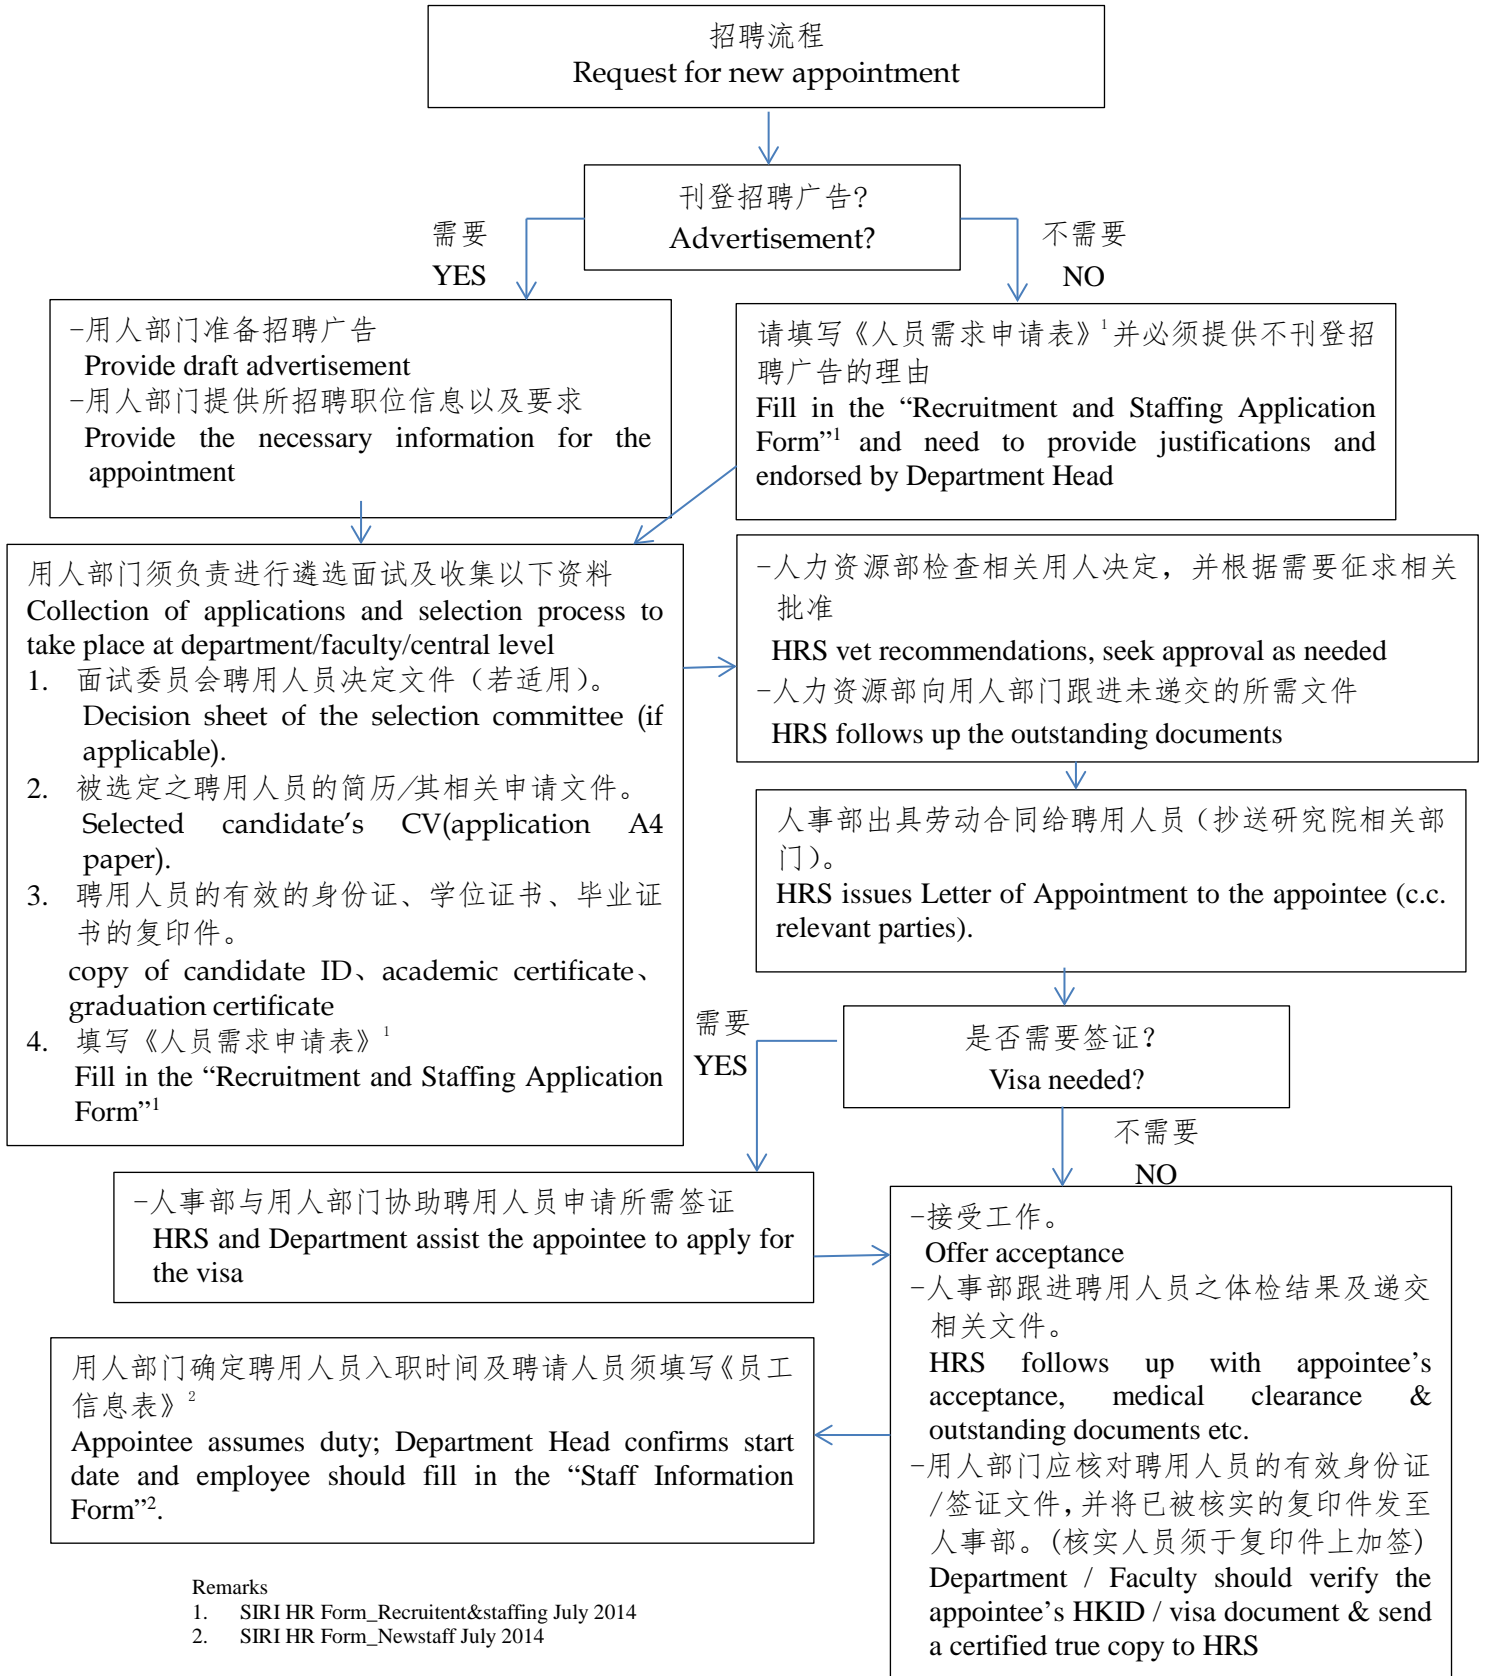 招聘流程
Request for new appointment
刊登招聘广告?
Advertisement?
需要
YES
不需要
NO
-用人部门准备招聘广告
Provide draft advertisement
-用人部门提供所招聘职位信息以及要求
Provide the necessary information for the
appointment
请填写《人员需求申请表》1并必须提供不刊登招
聘广告的理由
Fill in the “Recruitment and Staffing Application
Form”1 and need to provide justifications and
endorsed by Department Head
用人部门须负责进行遴选面试及收集以下资料
Collection of applications and selection process to
take place at department/faculty/central level
1. 面试委员会聘用人员决定文件（若适用）。
Decision sheet of the selection committee (if
applicable).
2. 被选定之聘用人员的简历/其相关申请文件。
Selected candidate’s CV(application A4
paper).
3. 聘用人员的有效的身份证、学位证书、毕业证
书的复印件。
copy of candidate ID、academic certificate、
graduation certificate
4. 填写《人员需求申请表》1
Fill in the “Recruitment and Staffing Application
Form”1
-人力资源部检查相关用人决定，并根据需要征求相关
批准
HRS vet recommendations, seek approval as needed
-人力资源部向用人部门跟进未递交的所需文件
HRS follows up the outstanding documents
人事部出具劳动合同给聘用人员（抄送研究院相关部
门）。
HRS issues Letter of Appointment to the appointee (c.c.
relevant parties).
需要
YES
是否需要签证?
Visa needed?
不需要
NO
-人事部与用人部门协助聘用人员申请所需签证
HRS and Department assist the appointee to apply for
the visa
-接受工作。
Offer acceptance
-人事部跟进聘用人员之体检结果及递交
相关文件。
HRS follows up with appointee’s
acceptance, medical clearance &
outstanding documents etc.
-用人部门应核对聘用人员的有效身份证
/签证文件，并将已被核实的复印件发至
人事部。（核实人员须于复印件上加签）
Department / Faculty should verify the
appointee’s HKID / visa document & send
a certified true copy to HRS
用人部门确定聘用人员入职时间及聘请人员须填写《员工
信息表》2
Appointee assumes duty; Department Head confirms start
date and employee should fill in the “Staff Information
Form”2.
Remarks
1. SIRI HR Form_Recruitent&staffing July 2014
2. SIRI HR Form_Newstaff July 2014